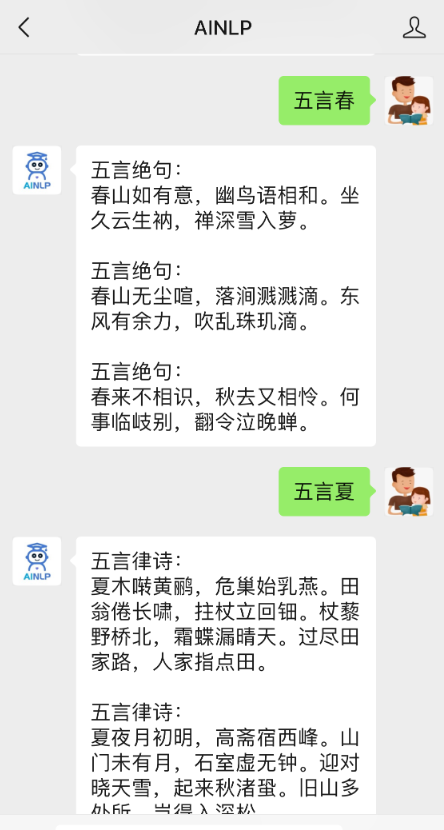 AINLP
五言春
AINLP
五言绝句：
春山如有意，幽鸟语相和。坐
久云生衲，禅深雪入萝。
五言绝句：
春山无尘喧，落涧溅溅滴。东
风有余力，吹乱珠玑滴。
五言绝句：
春来不相识，秋去又相怜。何
事临岐别，翻令泣晚蝉。
五言夏
AINLP
五言律诗：
夏木啭黄鹂，危巢始乳燕。田
翁倦长啸，拄杖立回钿。杖藜
野桥北，霜蝶漏晴天。过尽田
家路，人家指点田。
五言律诗：
夏夜月初明，高斋宿西峰。山
门未有月，石室虚无钟。迎对
晓天雪，起来秋渚蛩。旧山多
处所，岂得入深松。